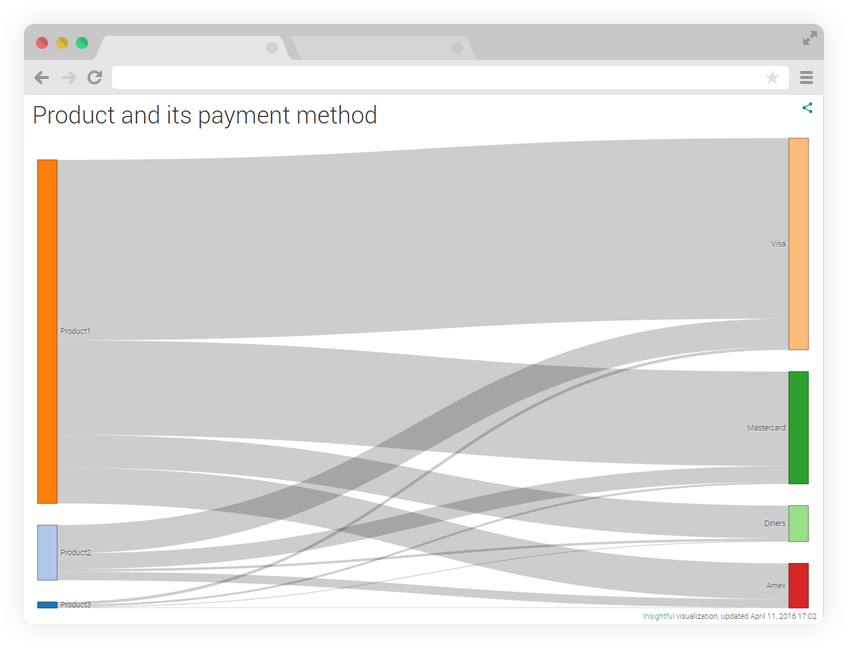 Product and its payment method
Visa
Product1
Mastercard
Diners
Product2
Amex
Product3
Insightful visualization, updated April 11, 2016 17:02